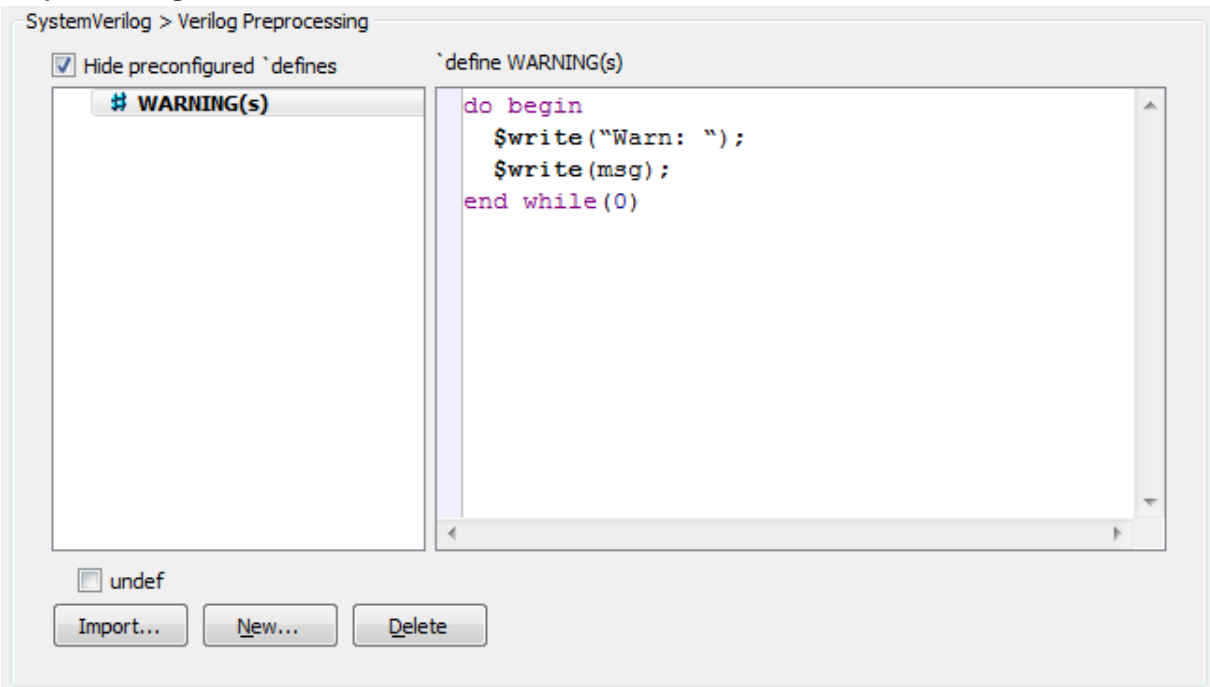 SystemVerilog > Verilog Preprocessing
Hide preconfigured `defines
`define WARNING(s)
# WARNING(s)
do begin
$write(“Warn: “);
$write(msg);
end while(0)
undef
Import...
New...
Delete